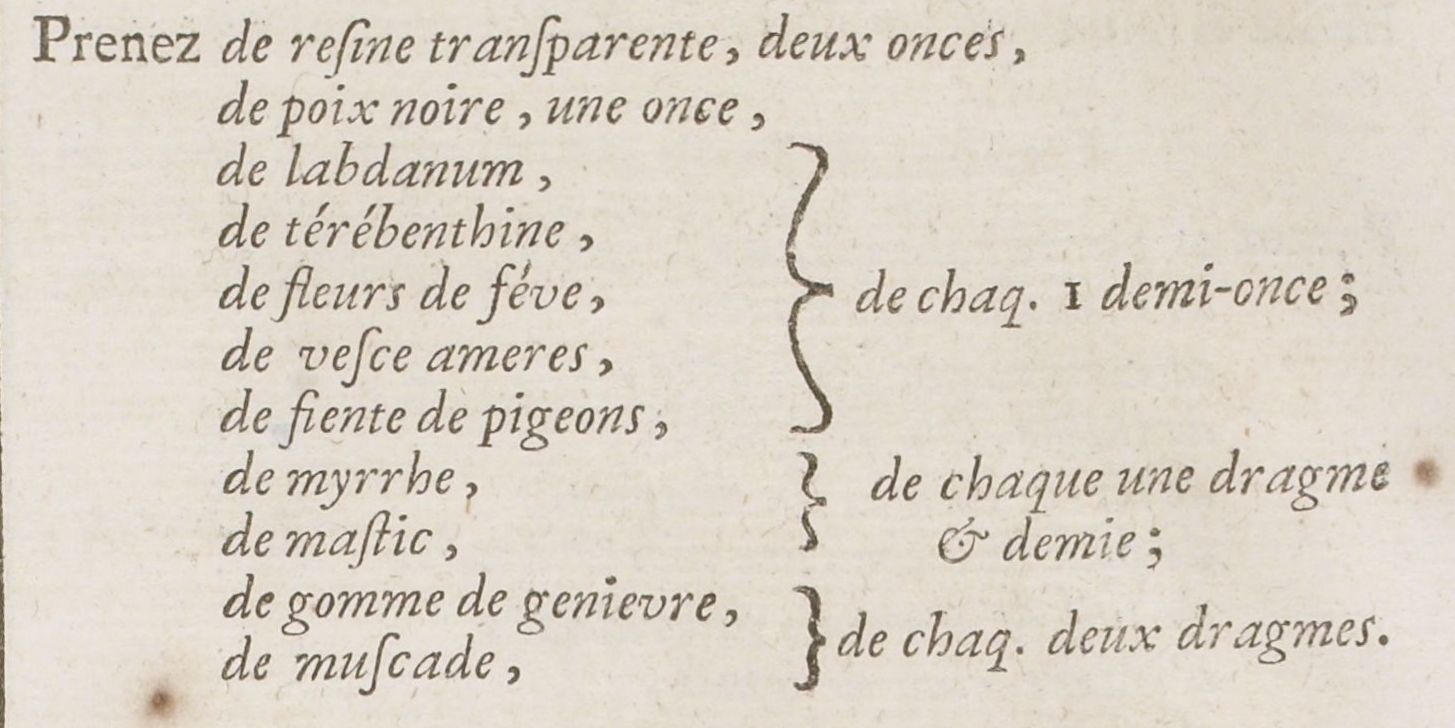 Prenez de reſine tranſparente, deux onces,
de poix noire, une once,
de labdanum,
de térébenthine,
de fleurs de féve,
de veſce ameres,
de fiente de pigeons,
de chaq. 1 demi-once;
de myrrhe,
de maſtic,
de chaque une dragme
& demie;
de gomme de genievre,
de muſcade,
de chaq. deux dragmes.